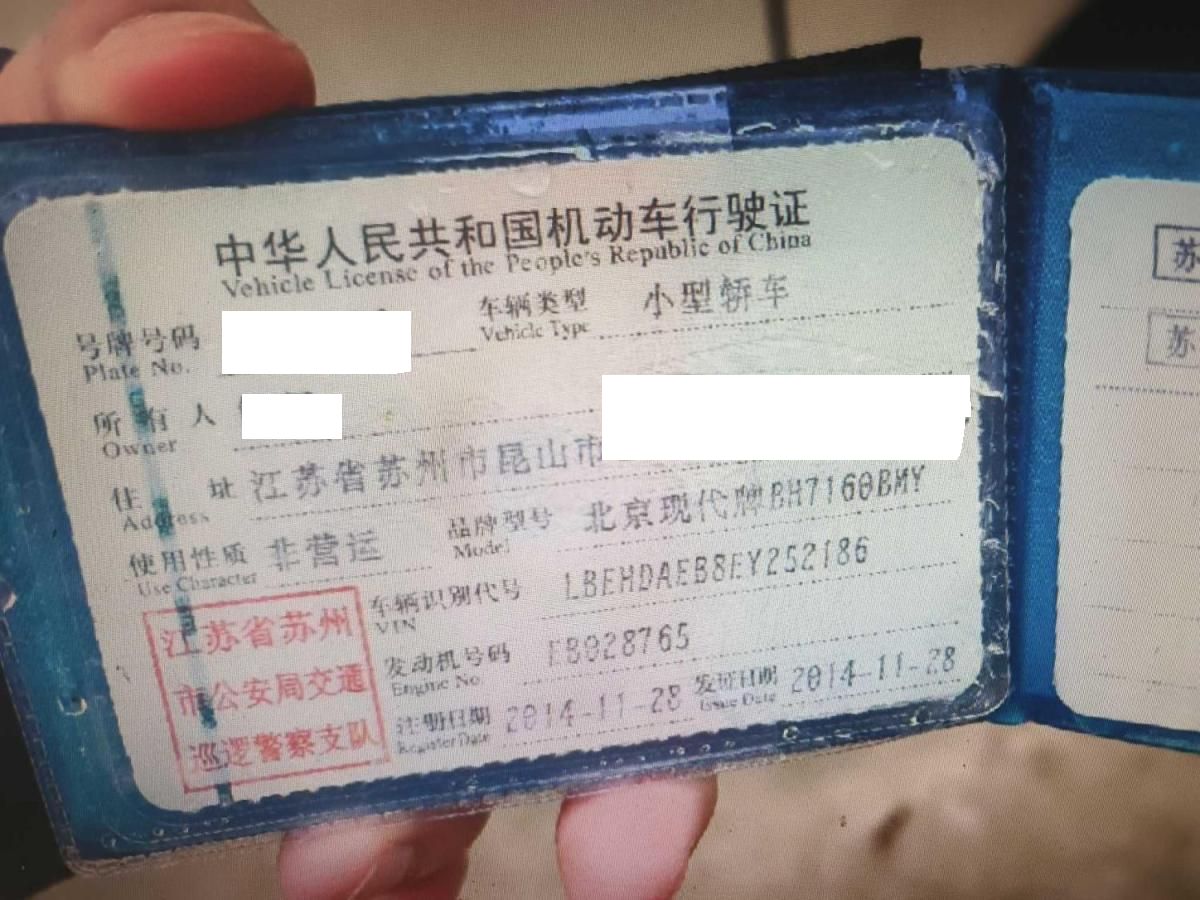 中华人民共和国机动车行驶证
Vehicle License of the People's Republic of China
号牌号码
Plate No.
车辆类型 小型轿车
Vehicle Type
所有人
Owner
住址 江苏省苏州市昆山市
Address
使用性质 非营运
Use Character
品牌型号 北京现代牌BH7160BMY
Model
车辆识别代号 LBEHDAEB8EY252186
VIN
发动机号码 EB028765
Engine No.
注册日期 2014-11-28
Register Date
发证日期 2014-11-28
Issue Date
江苏省苏州
市公安局交通
巡逻警察支队
苏
苏